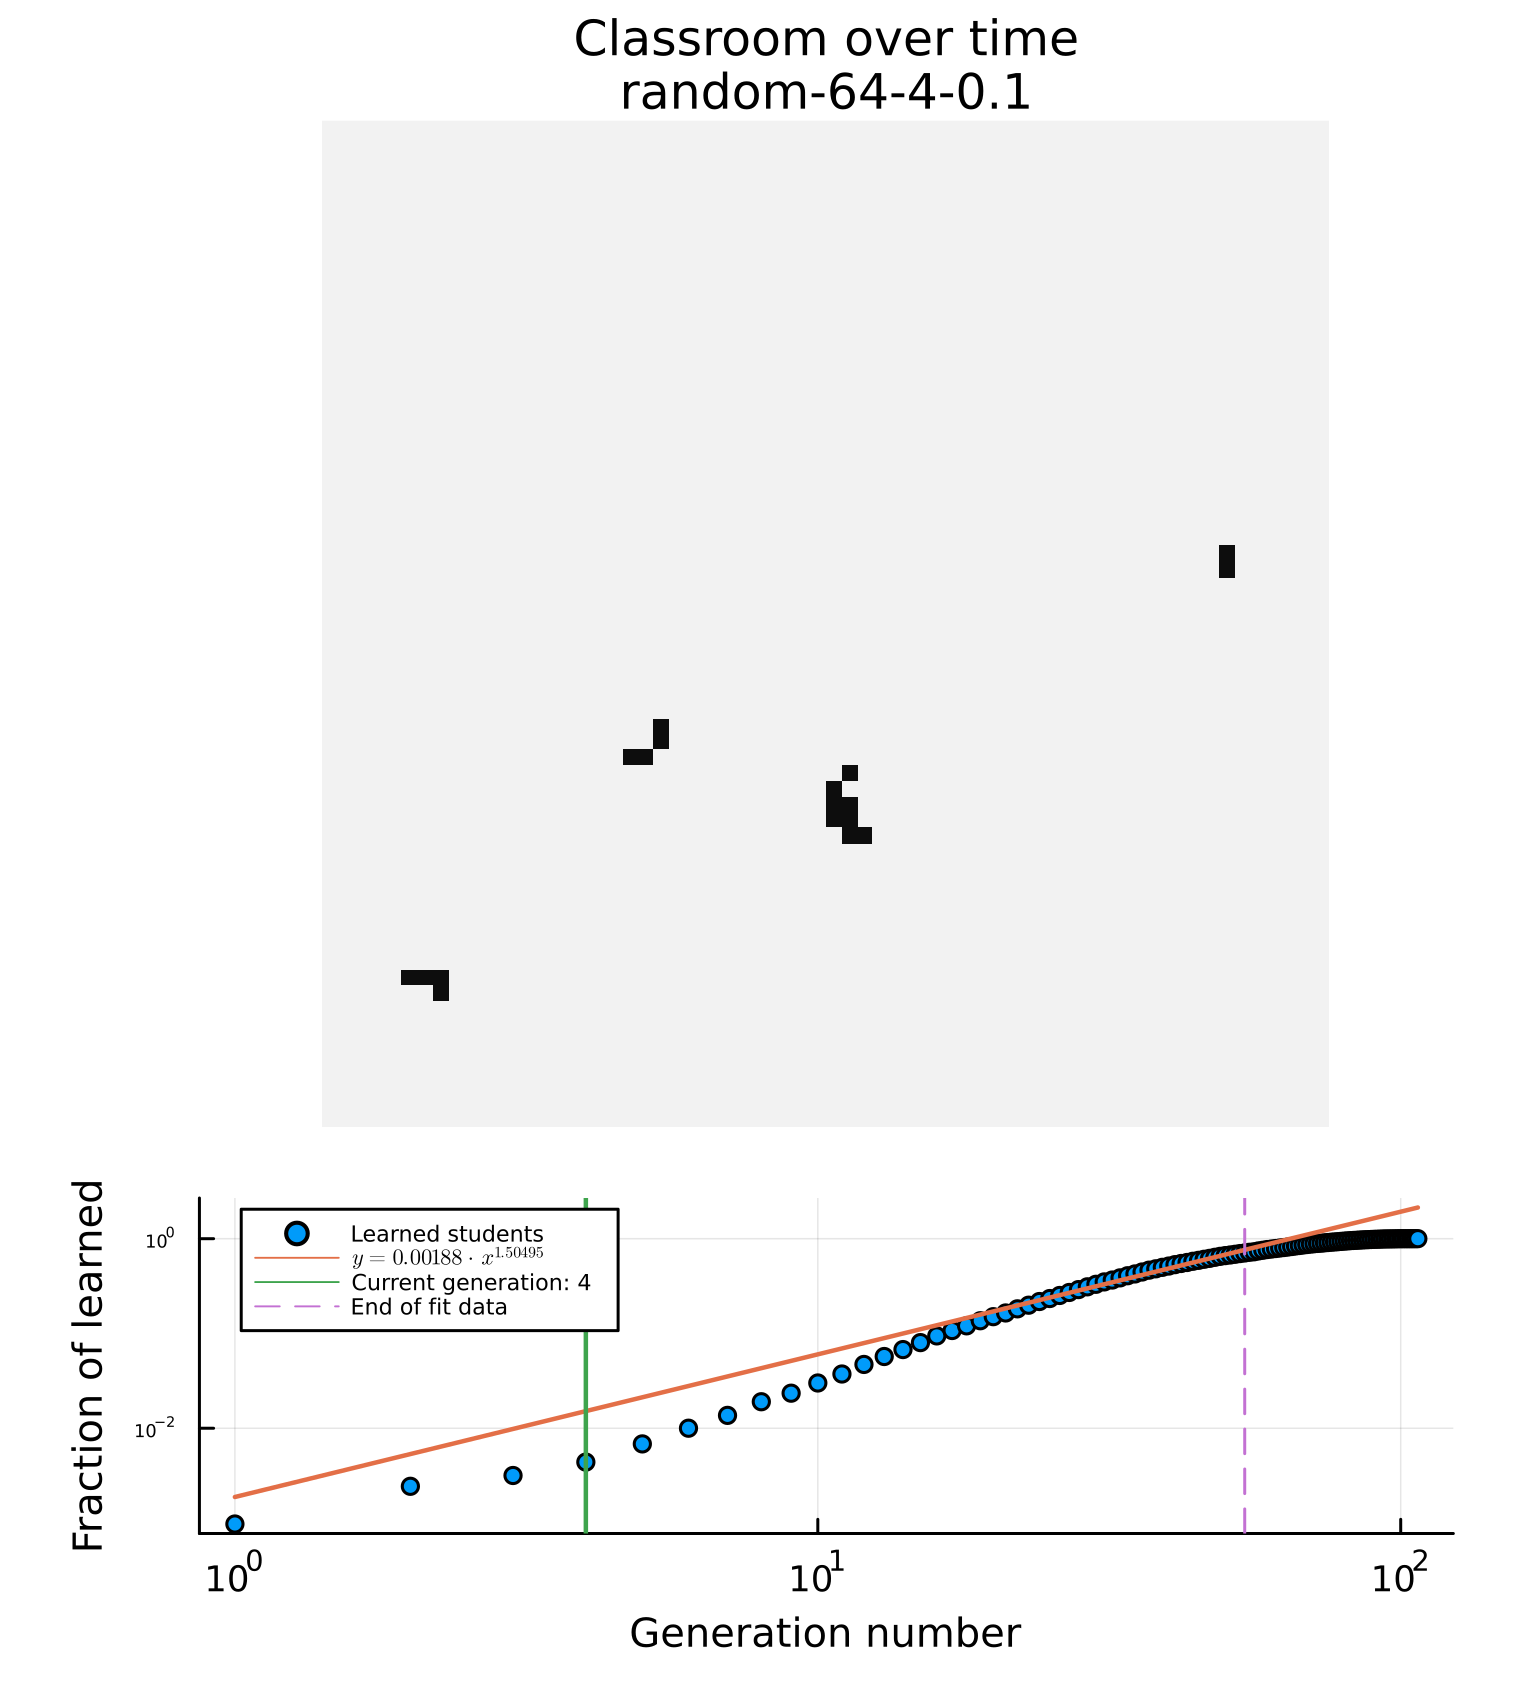 Classroom over time
random-64-4-0.1
Fraction of learned
10^0
10^−2
Learned students
y = 0.00188 · x^1.50495
Current generation: 4
End of fit data
10^0 10^1 10^2
Generation number